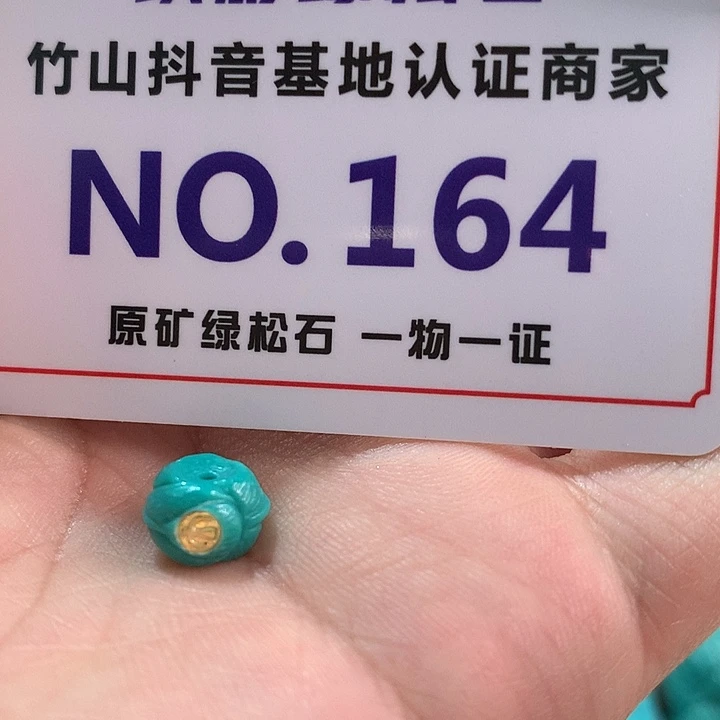 竹山抖音基地认证商家
NO.164
原矿绿松石 一物一证